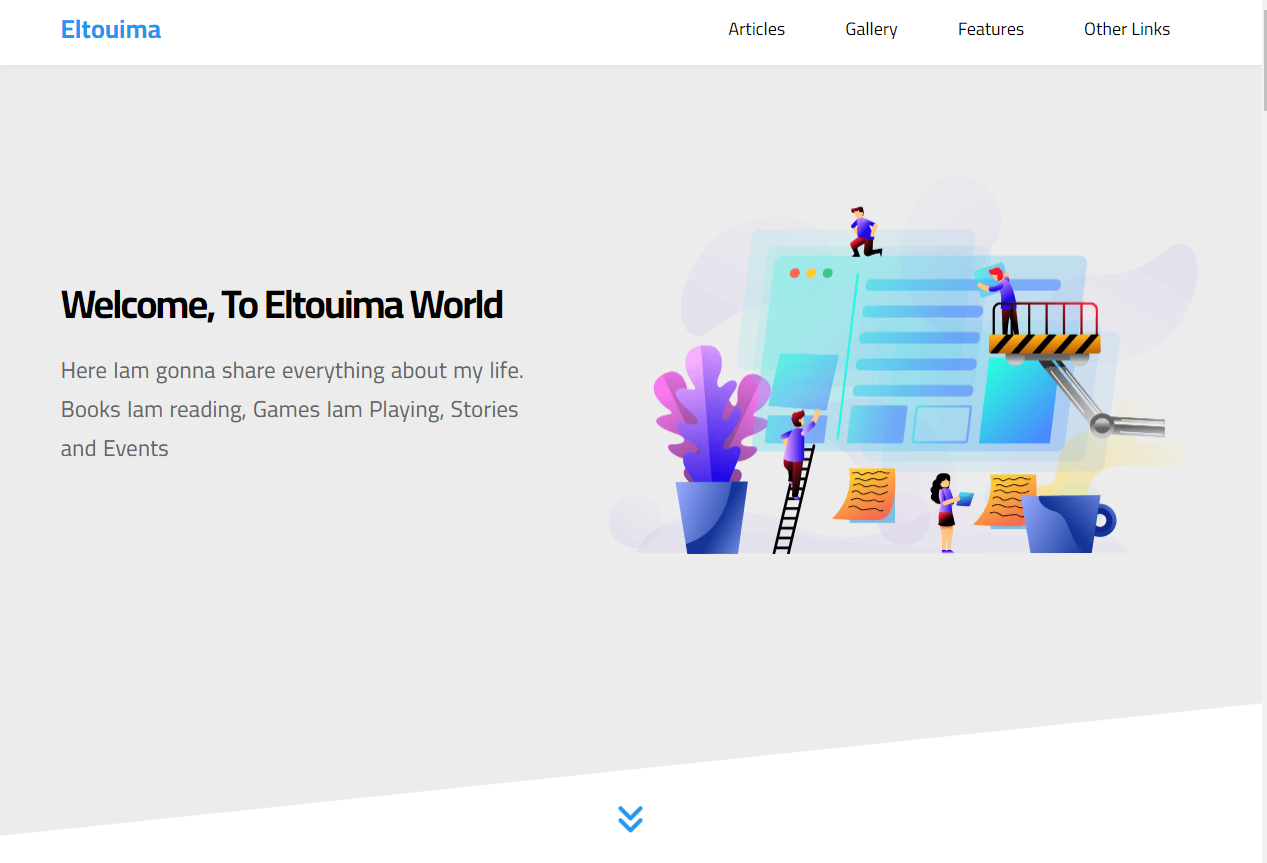 Eltouima
Articles Gallery Features Other Links
Welcome, To Eltouima World
Here Iam gonna share everything about my life.
Books Iam reading, Games Iam Playing, Stories
and Events